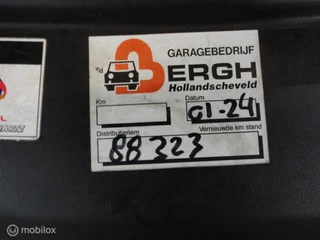 GARAGEBEDRIJF
v/d BERGH
Hollandscheveld
Km Datum
01-24
Distributieriem Vernieuwde km stand
88323
mobilox